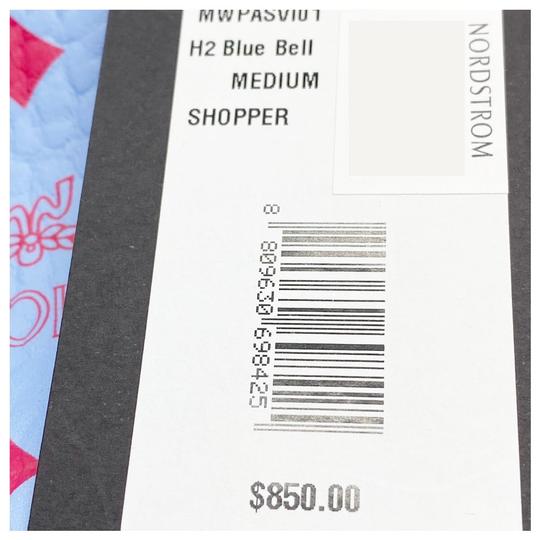 MWPASVI01
H2 Blue Bell
MEDIUM
SHOPPER
NORDSTROM
8 809630 698425
$850.00